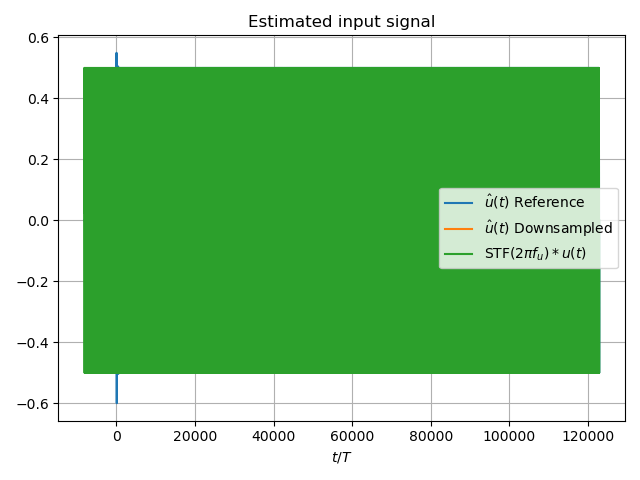 Estimated input signal
0.6
0.4
0.2
0.0
−0.2
−0.4
−0.6
û(t) Reference
û(t) Downsampled
STF(2πf_u) * u(t)
0 20000 40000 60000 80000 100000 120000
t/T